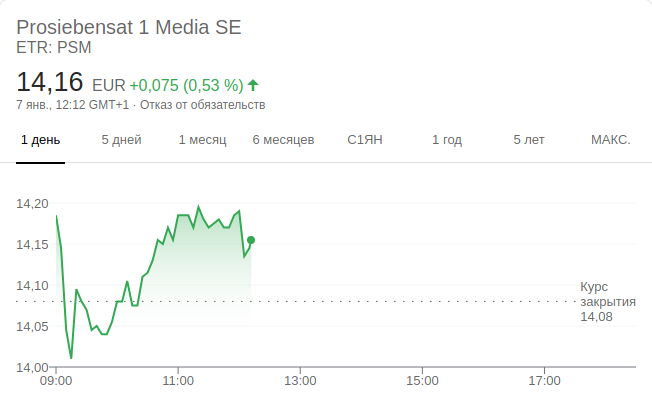 Prosiebensat 1 Media SE
ETR: PSM
14,16 EUR +0,075 (0,53 %)
7 янв., 12:12 GMT+1 · Отказ от обязательств
1 день 5 дней 1 месяц 6 месяцев С1ЯН 1 год 5 лет МАКС.
14,20
14,15
14,10
14,05
14,00
Курс
закрытия
14,08
09:00 11:00 13:00 15:00 17:00